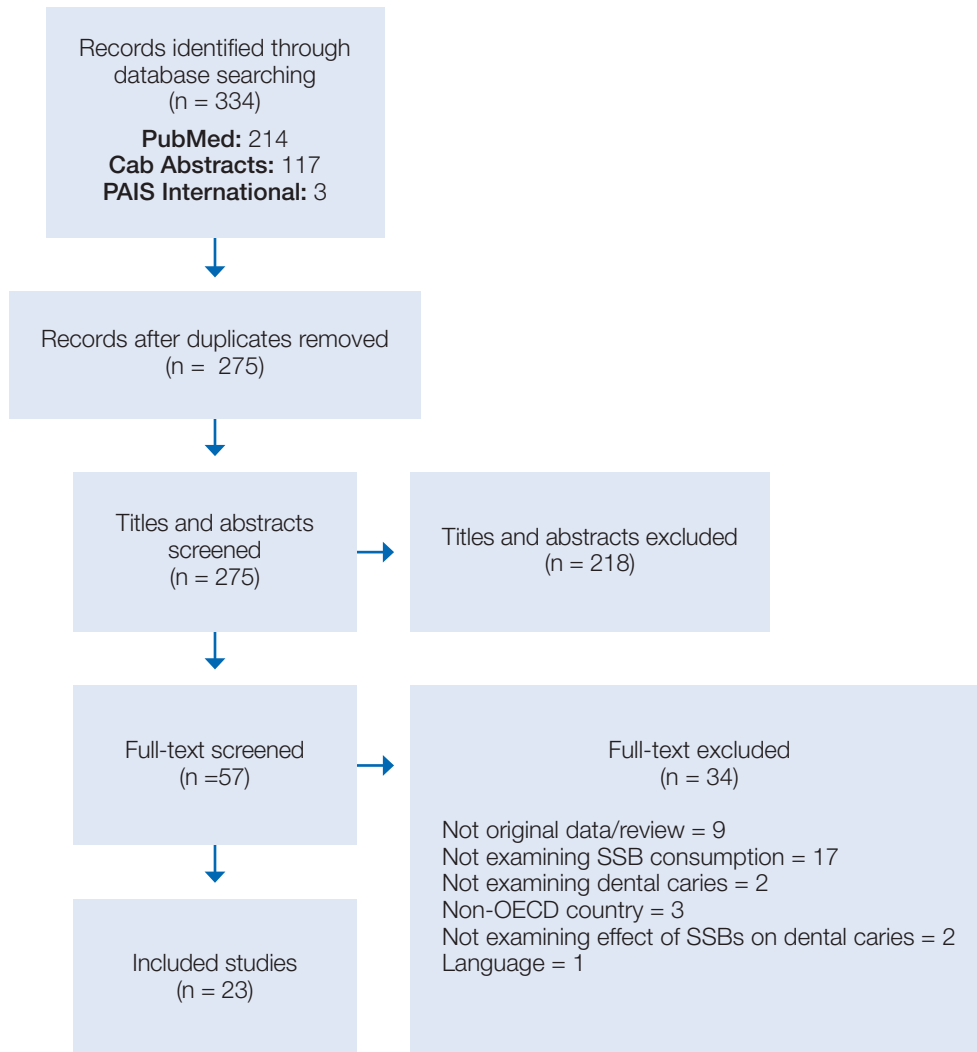 Records identified through
database searching
(n = 334)
PubMed: 214
Cab Abstracts: 117
PAIS International: 3
Records after duplicates removed
(n = 275)
Titles and abstracts
screened
(n = 275)
Titles and abstracts excluded
(n = 218)
Full-text screened
(n =57)
Full-text excluded
(n = 34)
Not original data/review = 9
Not examining SSB consumption = 17
Not examining dental caries = 2
Non-OECD country = 3
Not examining effect of SSBs on dental caries = 2
Language = 1
Included studies
(n = 23)